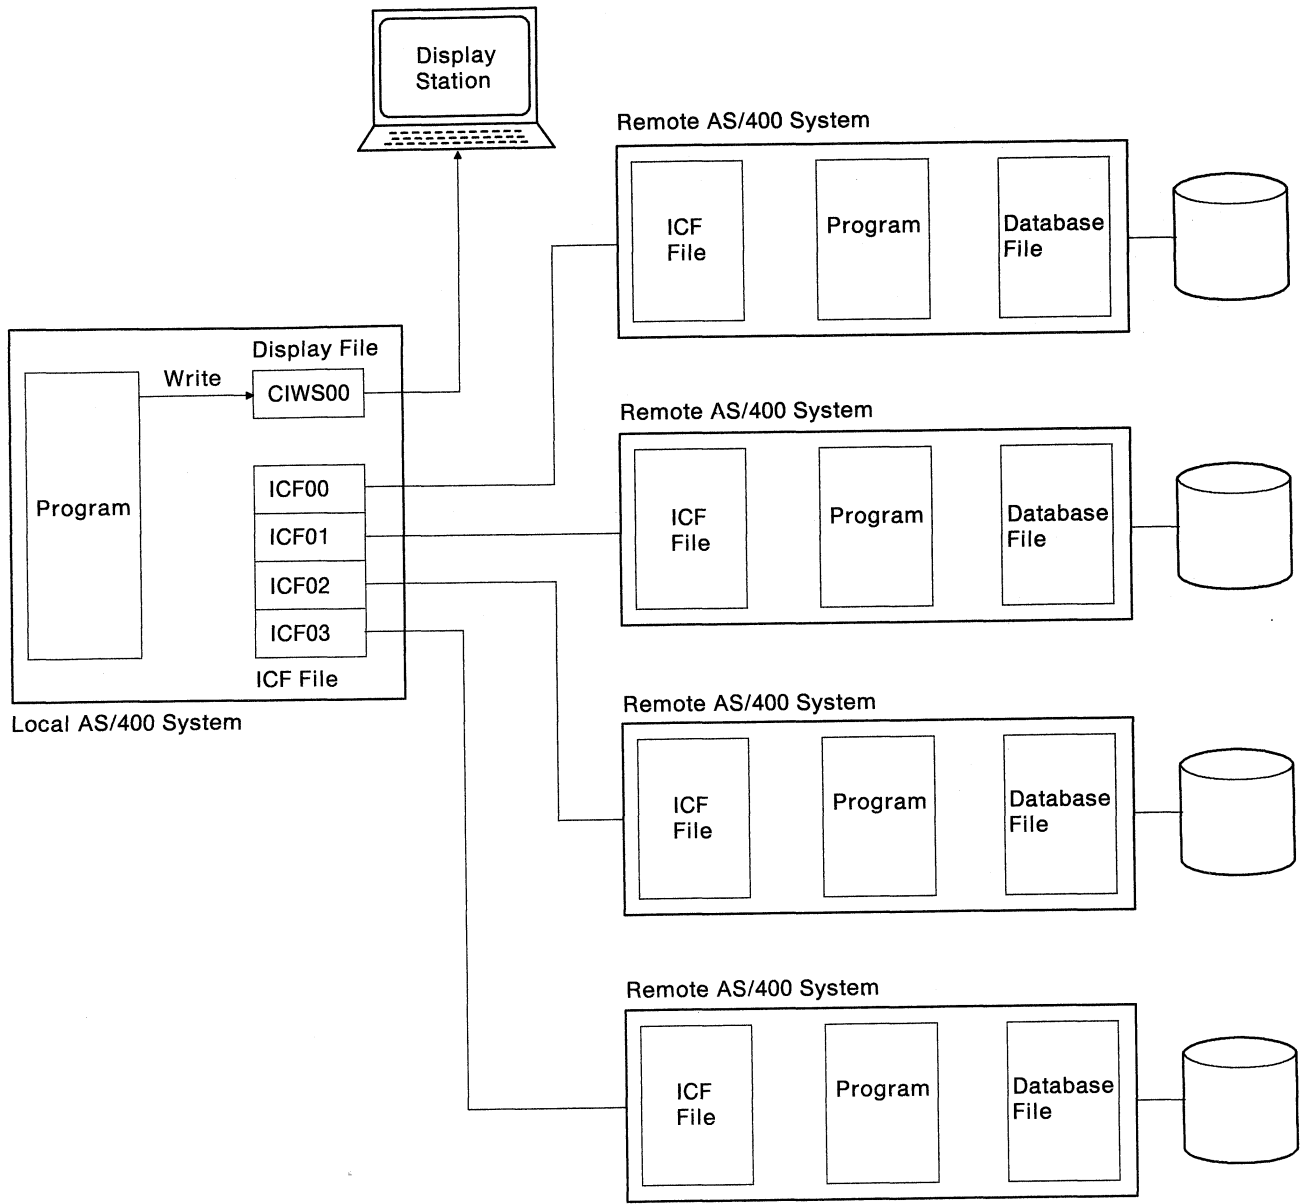 Display
Station
Remote AS/400 System
ICF
File
Program
Database
File
Display File
Write
CIWS00
Program
ICF00
ICF01
ICF02
ICF03
ICF File
Local AS/400 System
Remote AS/400 System
ICF
File
Program
Database
File
Remote AS/400 System
ICF
File
Program
Database
File
Remote AS/400 System
ICF
File
Program
Database
File